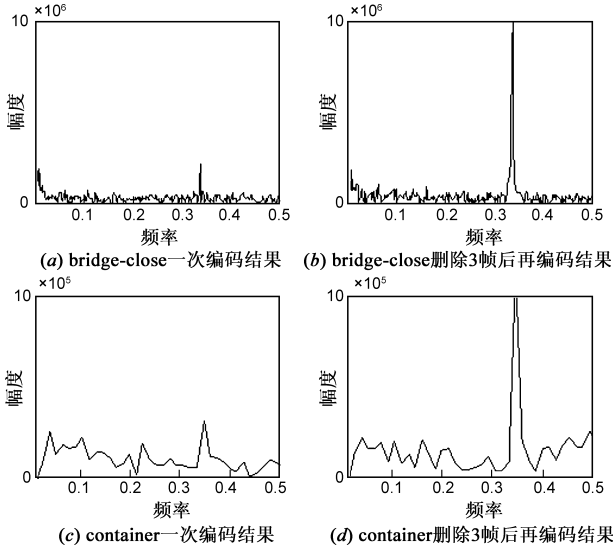 ×10⁶
10
幅度
0
0.1 0.2 0.3 0.4 0.5
频率
(a) bridge-close一次编码结果
×10⁶
10
幅度
0
0.1 0.2 0.3 0.4 0.5
频率
(b) bridge-close删除3帧后再编码结果
×10⁵
10
幅度
0
0.1 0.2 0.3 0.4 0.5
频率
(c) container一次编码结果
×10⁵
10
幅度
0
0.1 0.2 0.3 0.4 0.5
频率
(d) container删除3帧后再编码结果